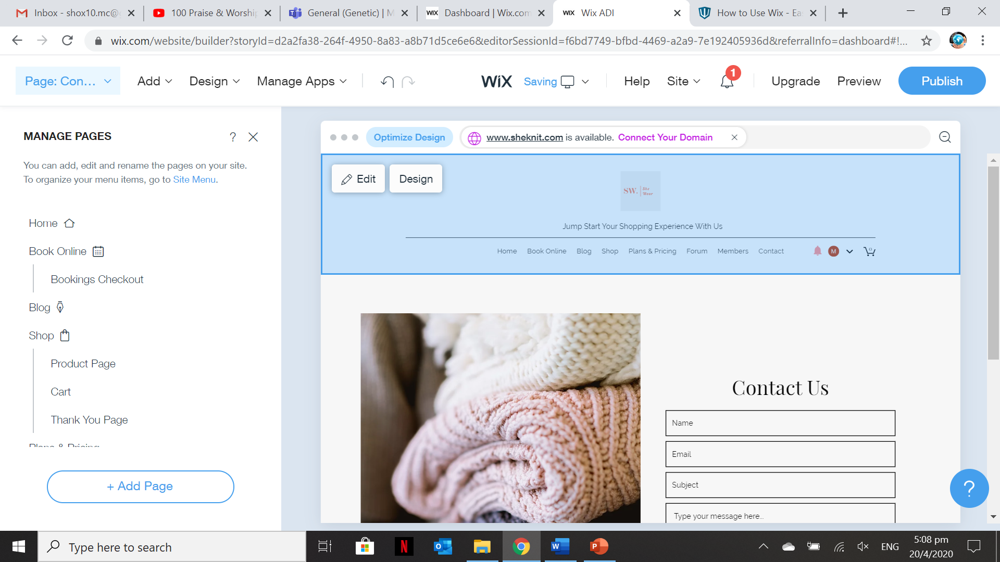 Inbox - shox10.mc@
100 Praise & Worship
General (Genetic) | M
WIX Dashboard | Wix.com
WIX Wix ADI
How to Use Wix - Ea
wix.com/website/builder?storyId=d2a2fa38-264f-4950-8a83-a8b71d5ce6e6&editorSessionId=f6bd7749-bfbd-4469-a2a9-7e192405936d&referralInfo=dashboard#!...
Page: Con... Add Design Manage Apps WiX Saving Help Site 1 Upgrade Preview Publish
MANAGE PAGES ?
You can add, edit and rename the pages on your site.
To organize your menu items, go to Site Menu.
Home
Book Online
Bookings Checkout
Blog
Shop
Product Page
Cart
Thank You Page
Plans & Pricing
+ Add Page
Optimize Design www.sheknit.com is available. Connect Your Domain
Edit Design
SW. She
Wear
Jump Start Your Shopping Experience With Us
Home Book Online Blog Shop Plans & Pricing Forum Members Contact M 0
Contact Us
Name
Email
Subject
Type your message here...
?
Type here to search
N
O
W
P
ENG
5:08 pm
20/4/2020